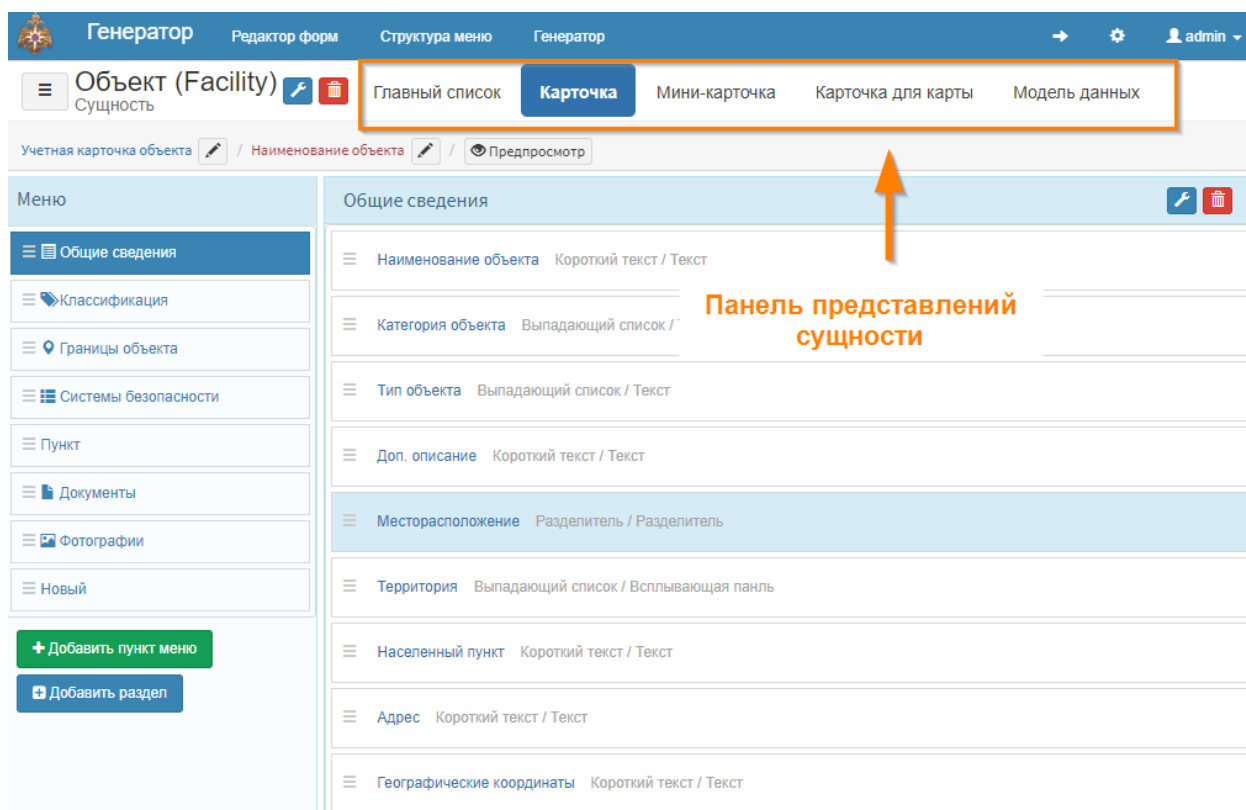 Генератор Редактор форм Структура меню Генератор admin
Объект (Facility) Главный список Карточка Мини-карточка Карточка для карты Модель данных
Сущность
Учетная карточка объекта / Наименование объекта / Предпросмотр
Меню
Общие сведения
Классификация
Границы объекта
Системы безопасности
Пункт
Документы
Фотографии
Новый
Добавить пункт меню
Добавить раздел
Общие сведения
Наименование объекта Короткий текст / Текст
Категория объекта Выпадающий список /
Панель представлений
сущности
Тип объекта Выпадающий список / Текст
Доп. описание Короткий текст / Текст
Месторасположение Разделитель / Разделитель
Территория Выпадающий список / Всплывающая панль
Населенный пункт Короткий текст / Текст
Адрес Короткий текст / Текст
Географические координаты Короткий текст / Текст